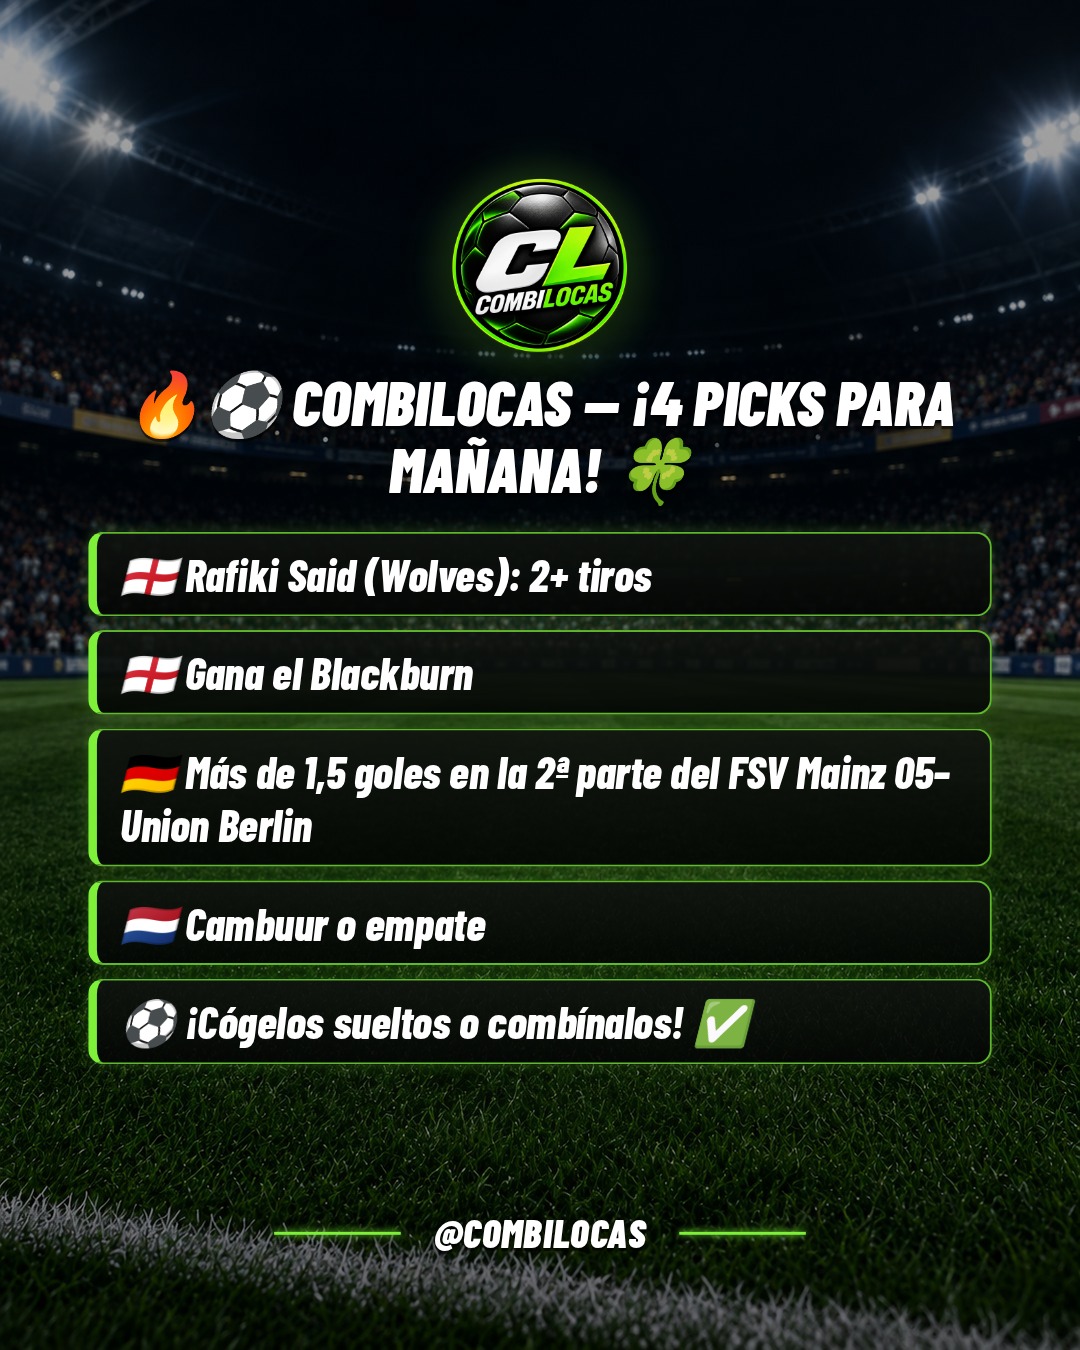 CL
COMBILOCAS
🔥⚽ COMBILOCAS – ¡4 PICKS PARA
MAÑANA! 🍀
🏴󠁧󠁢󠁥󠁮󠁧󠁿 Rafiki Said (Wolves): 2+ tiros
🏴󠁧󠁢󠁥󠁮󠁧󠁿 Gana el Blackburn
🇩🇪 Más de 1,5 goles en la 2ª parte del FSV Mainz 05–
Union Berlin
🇳🇱 Cambuur o empate
⚽ ¡Cógelos sueltos o combínalos! ✅
@COMBILOCAS